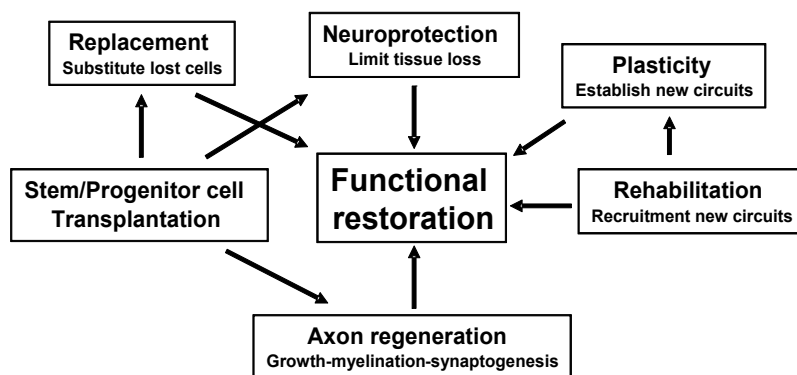 Replacement
Substitute lost cells
Neuroprotection
Limit tissue loss
Plasticity
Establish new circuits
Stem/Progenitor cell
Transplantation
Functional
restoration
Rehabilitation
Recruitment new circuits
Axon regeneration
Growth-myelination-synaptogenesis